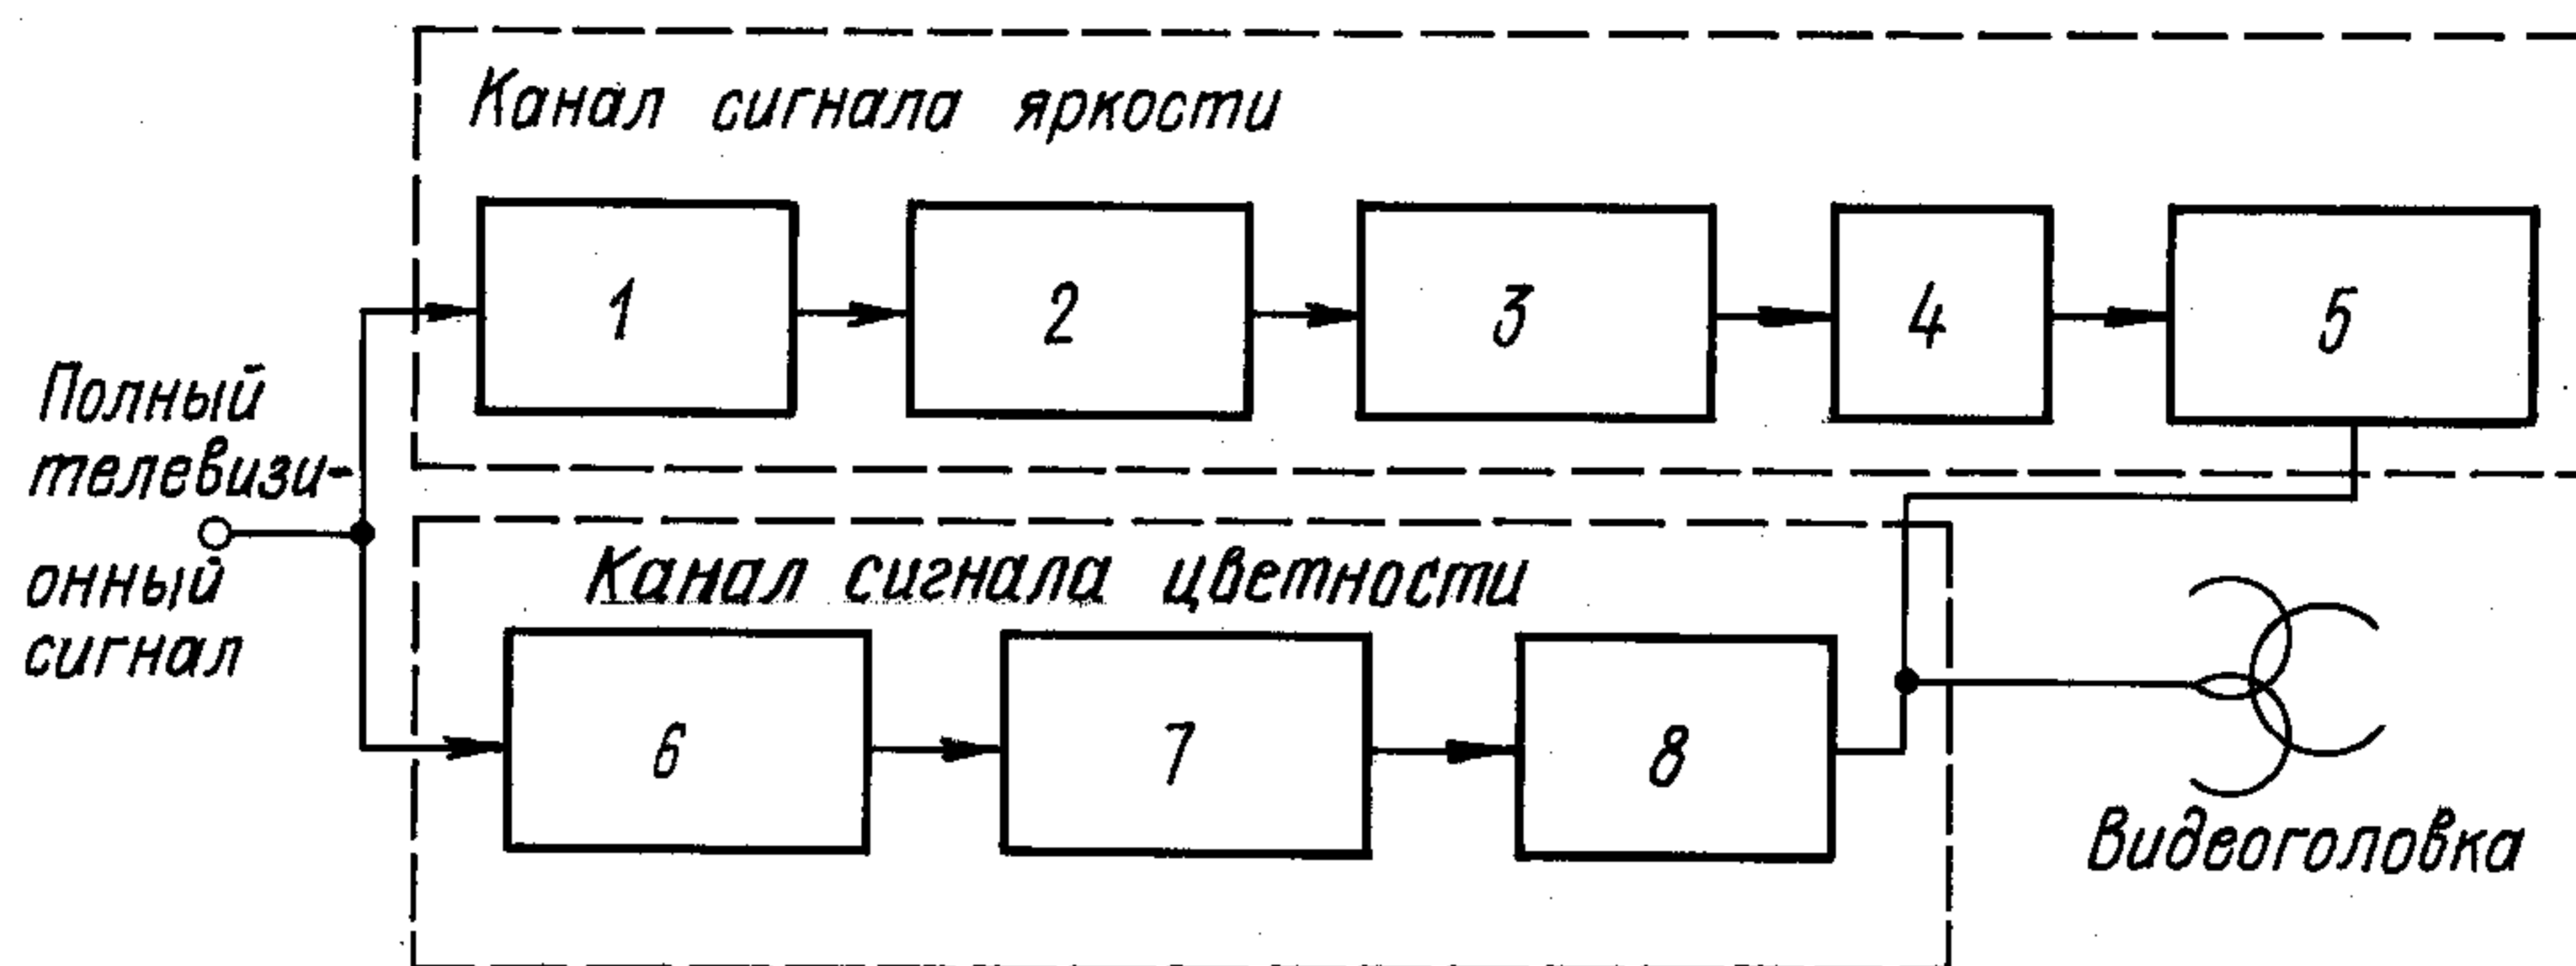 Канал сигнала яркости
1
2
3
4
5
Полный
телевизи-
онный
сигнал
Канал сигнала цветности
6
7
8
Видеоголовка